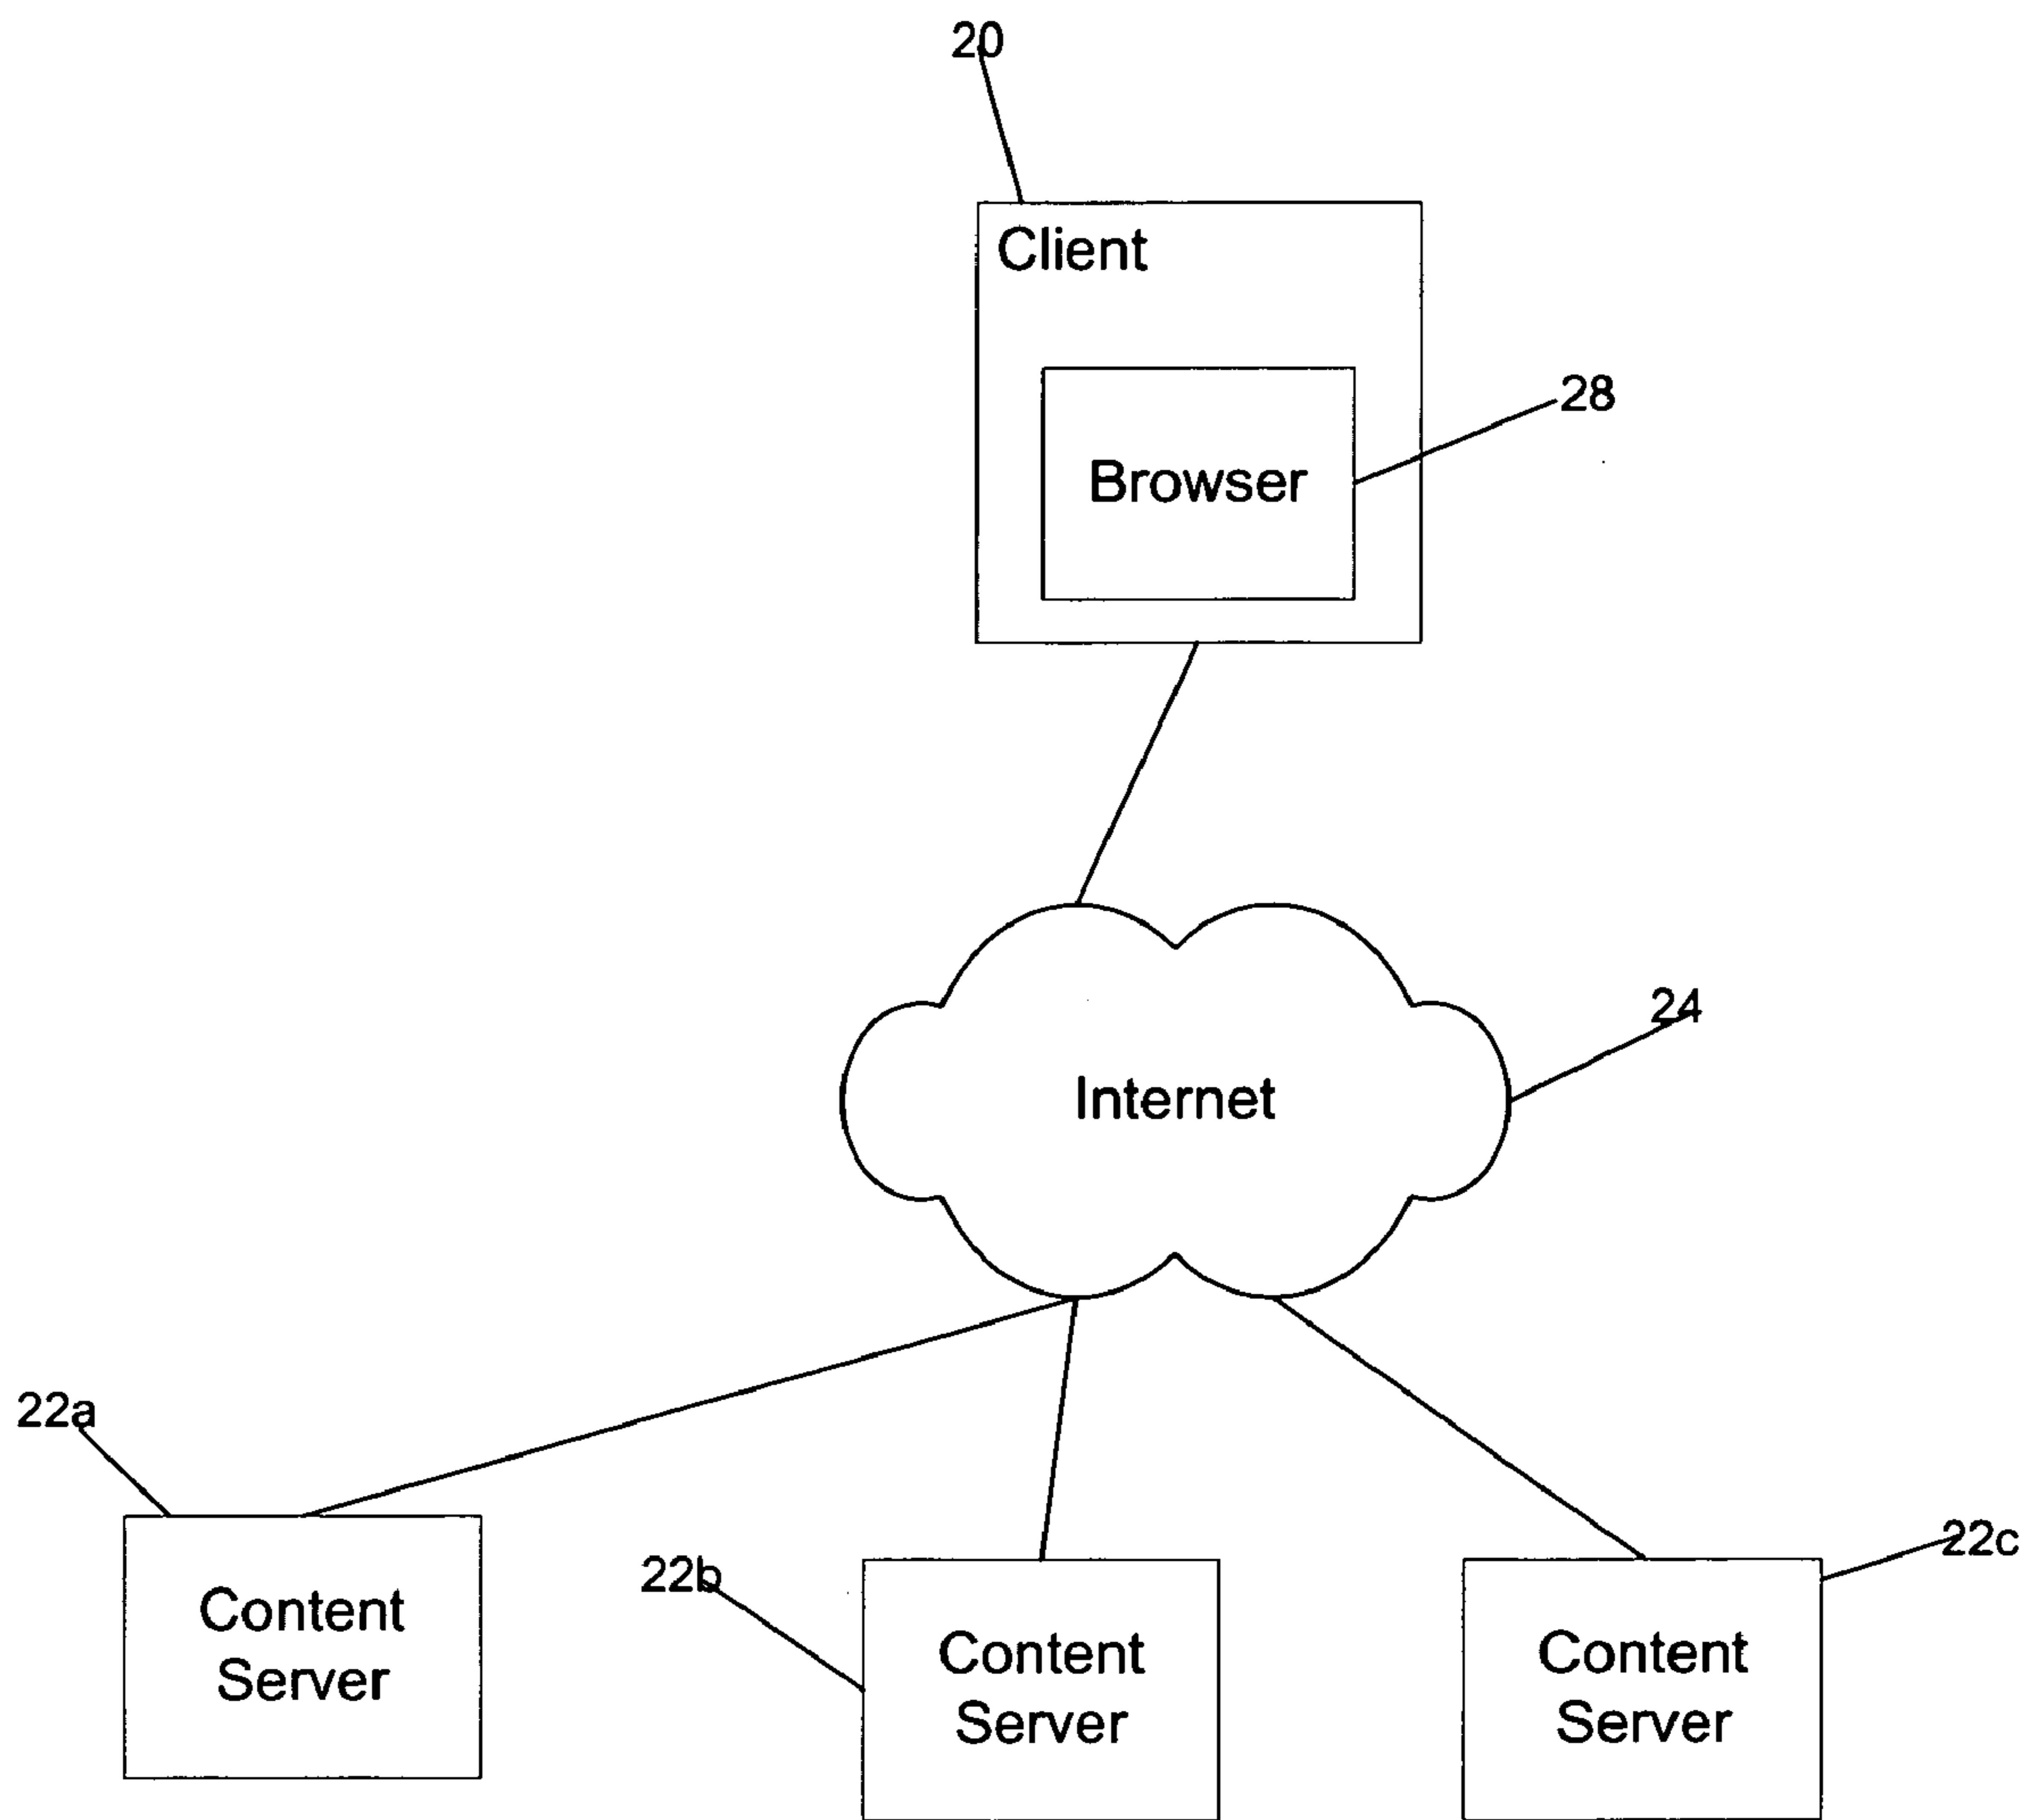 20
Client
28
Browser
24
Internet
22a
22c
22b
Content
Server
Content
Server
Content
Server